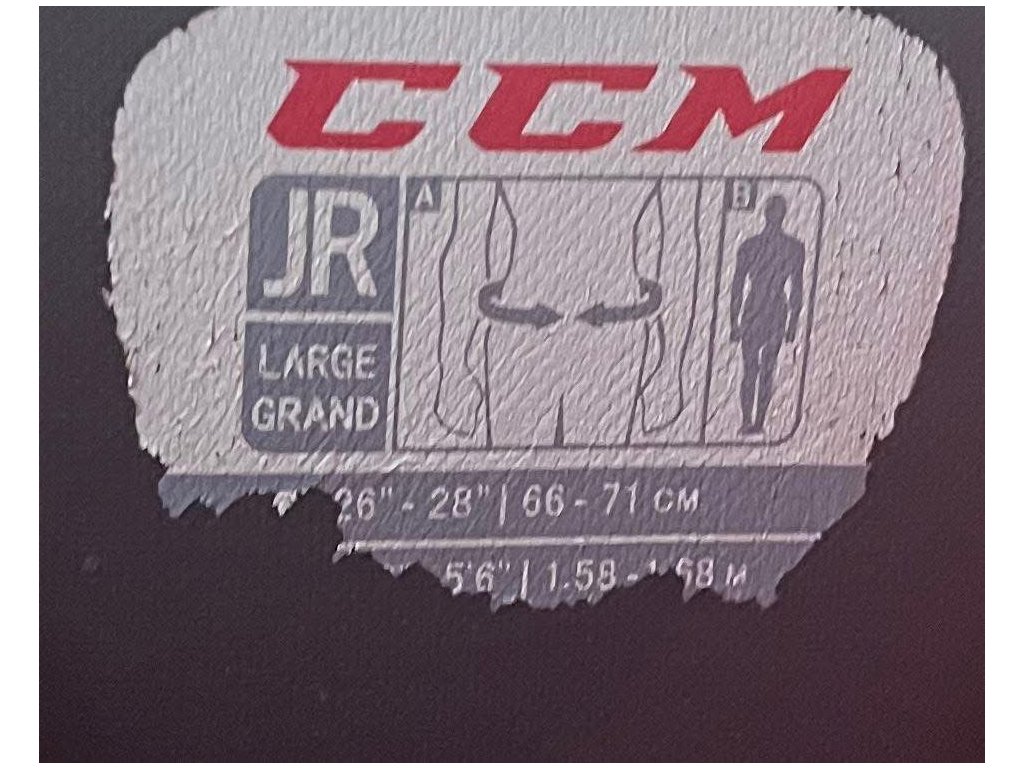 CCM
JR
LARGE
GRAND
A
B
26" - 28" | 66 - 71 CM
5'6" | 1.58 - 1.68 M